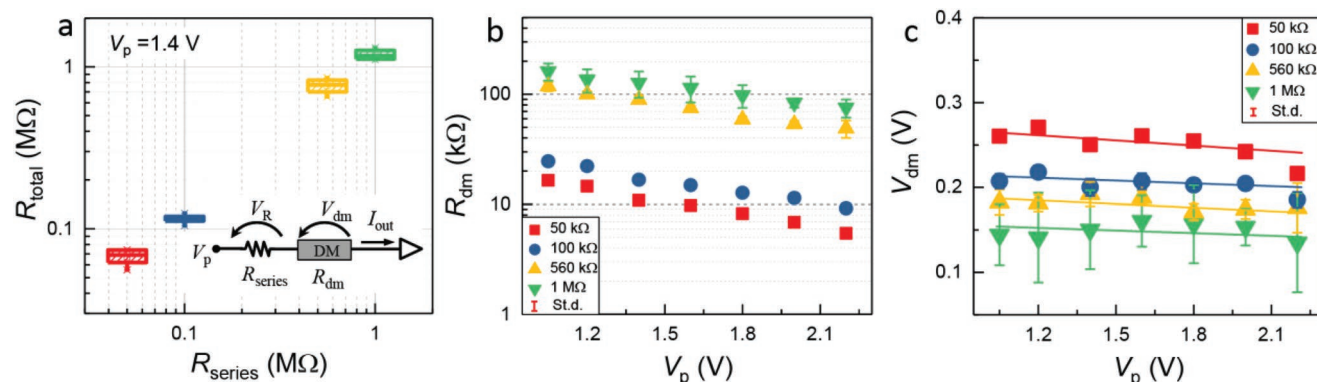 a
V_p =1.4 V
R_total (MΩ)
1
0.1
V_R
V_dm
I_out
V_p
DM
R_series
R_dm
0.1
1
R_series (MΩ)
b
R_dm (kΩ)
100
10
1
50 kΩ
100 kΩ
560 kΩ
1 MΩ
St.d.
1.2
1.5
1.8
2.1
V_p (V)
c
V_dm (V)
0.4
0.3
0.2
0.1
50 kΩ
100 kΩ
560 kΩ
1 MΩ
St.d.
1.2
1.5
1.8
2.1
V_p (V)